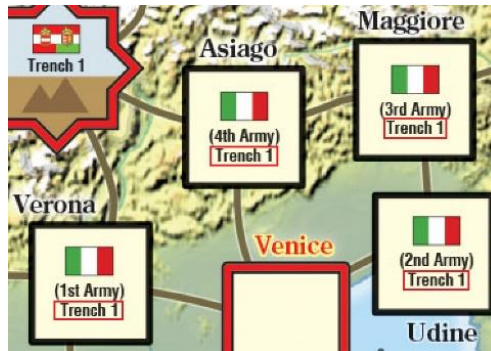 Maggiore
Asiago
Trench 1
(3rd Army)
Trench 1
(4th Army)
Trench 1
Verona
Venice
(2nd Army)
Trench 1
(1st Army)
Trench 1
Udine